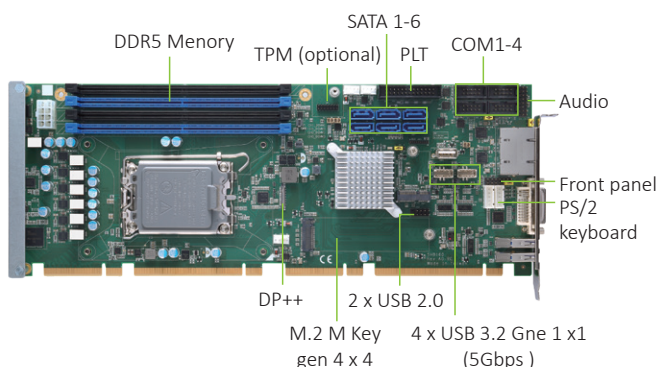 SATA 1-6
DDR5 Menory
TPM (optional)
PLT
COM1-4
Audio
Front panel
PS/2
keyboard
DP++
2 x USB 2.0
M.2 M Key
gen 4 x 4
4 x USB 3.2 Gne 1 x1
(5Gbps )
CE